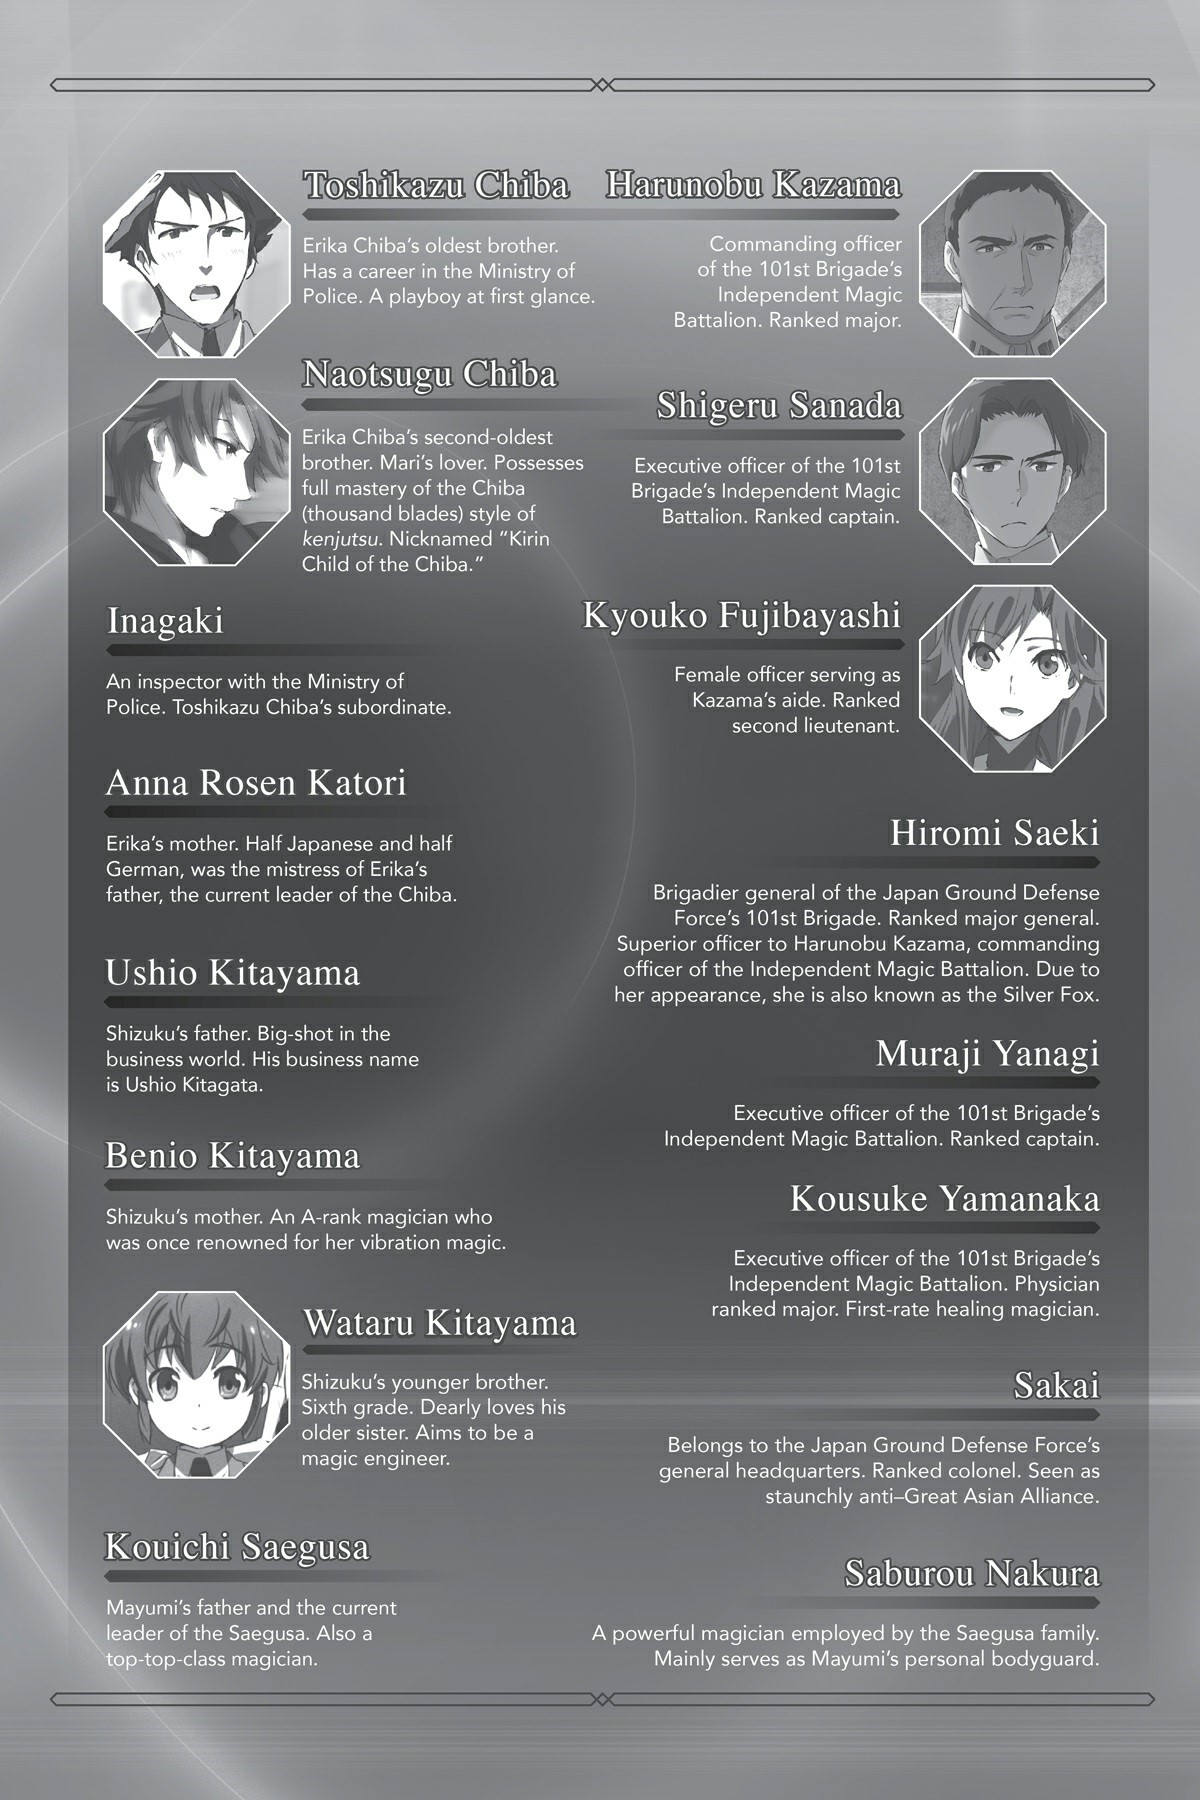 Toshikazu Chiba
Erika Chiba's oldest brother.
Has a career in the Ministry of
Police. A playboy at first glance.
Naotsugu Chiba
Erika Chiba's second-oldest
brother. Mari's lover. Possesses
full mastery of the Chiba
(thousand blades) style of
kenjutsu. Nicknamed “Kirin
Child of the Chiba.”
Inagaki
An inspector with the Ministry of
Police. Toshikazu Chiba's subordinate.
Anna Rosen Katori
Erika's mother. Half Japanese and half
German, was the mistress of Erika's
father, the current leader of the Chiba.
Ushio Kitayama
Shizuku's father. Big-shot in the
business world. His business name
is Ushio Kitagata.
Benio Kitayama
Shizuku's mother. An A-rank magician who
was once renowned for her vibration magic.
Wataru Kitayama
Shizuku's younger brother.
Sixth grade. Dearly loves his
older sister. Aims to be a
magic engineer.
Kouichi Saegusa
Mayumi's father and the current
leader of the Saegusa. Also a
top-top-class magician.
Harunobu Kazama
Commanding officer
of the 101st Brigade's
Independent Magic
Battalion. Ranked major.
Shigeru Sanada
Executive officer of the 101st
Brigade's Independent Magic
Battalion. Ranked captain.
Kyouko Fujibayashi
Female officer serving as
Kazama's aide. Ranked
second lieutenant.
Hiromi Saeki
Brigadier general of the Japan Ground Defense
Force's 101st Brigade. Ranked major general.
Superior officer to Harunobu Kazama, commanding
officer of the Independent Magic Battalion. Due to
her appearance, she is also known as the Silver Fox.
Muraji Yanagi
Executive officer of the 101st Brigade's
Independent Magic Battalion. Ranked captain.
Kousuke Yamanaka
Executive officer of the 101st Brigade's
Independent Magic Battalion. Physician
ranked major. First-rate healing magician.
Sakai
Belongs to the Japan Ground Defense Force's
general headquarters. Ranked colonel. Seen as
staunchly anti–Great Asian Alliance.
Saburou Nakura
A powerful magician employed by the Saegusa family.
Mainly serves as Mayumi's personal bodyguard.